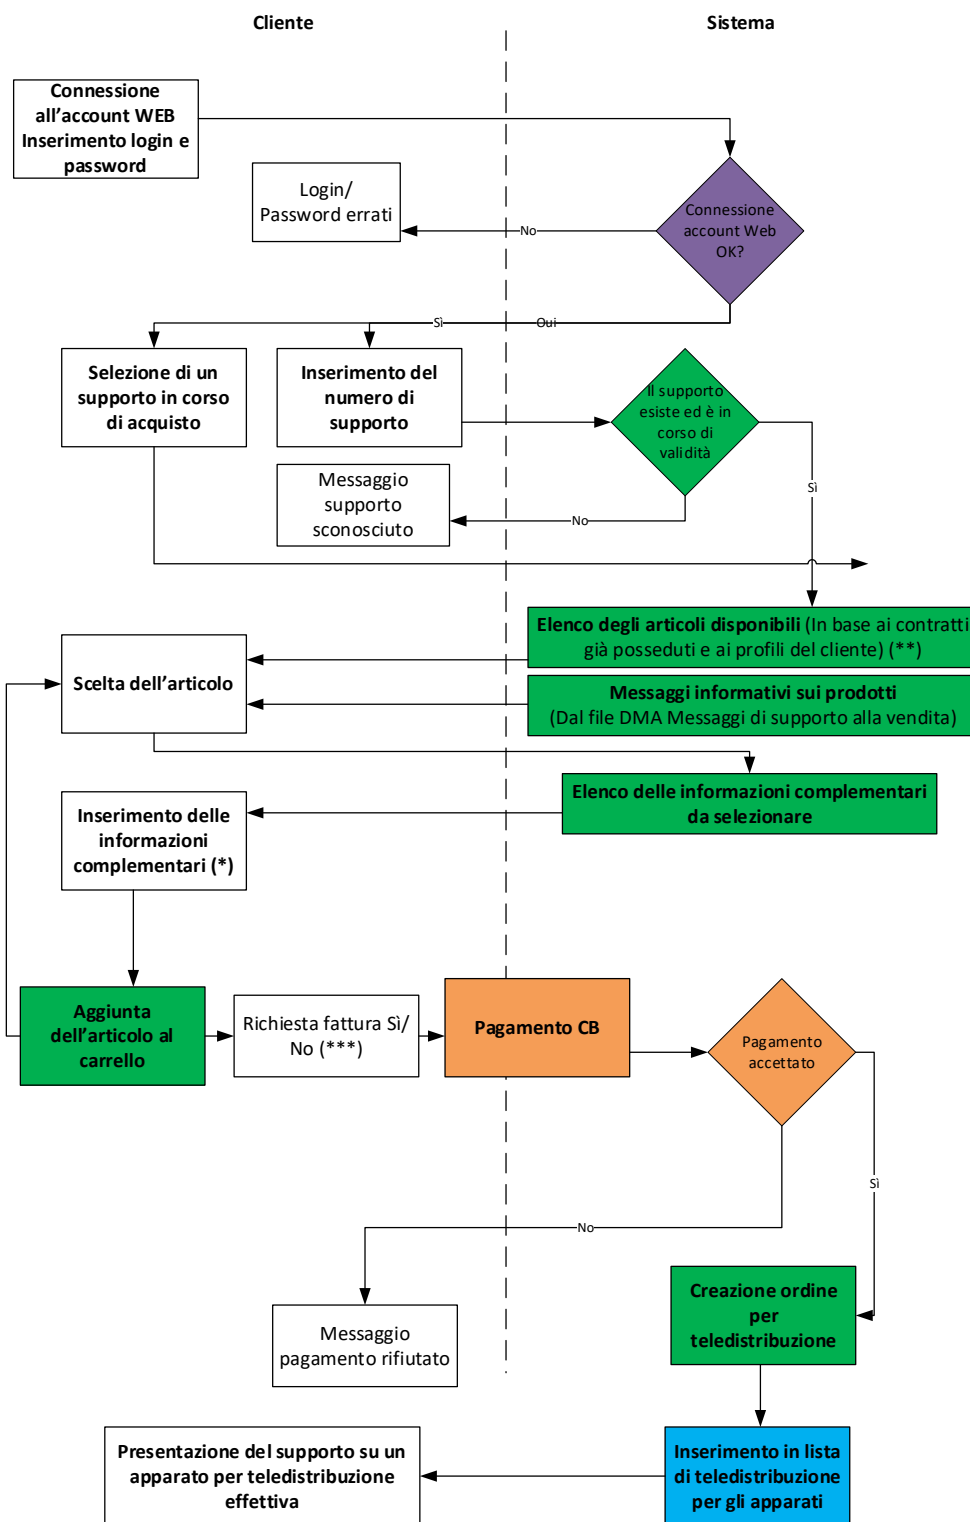 Cliente
Sistema
Connessione
all'account WEB
Inserimento login e
password
Login/
Password errati
No
Connessione
account Web
OK?
Sì
Oui
Selezione di un
supporto in corso
di acquisto
Inserimento del
numero di
supporto
Il supporto
esiste ed è in
corso di
validità
Sì
Messaggio
supporto
sconosciuto
No
Elenco degli articoli disponibili (In base ai contratti
già posseduti e ai profili del cliente) (**)
Scelta dell'articolo
Messaggi informativi sui prodotti
(Dal file DMA Messaggi di supporto alla vendita)
Elenco delle informazioni complementari
da selezionare
Inserimento delle
informazioni
complementari (*)
Aggiunta
dell'articolo al
carrello
Richiesta fattura Sì/
No (***)
Pagamento CB
Pagamento
accettato
Sì
No
Creazione ordine
per
teledistribuzione
Messaggio
pagamento rifiutato
Presentazione del supporto su un
apparato per teledistribuzione
effettiva
Inserimento in lista
di teledistribuzione
per gli apparati